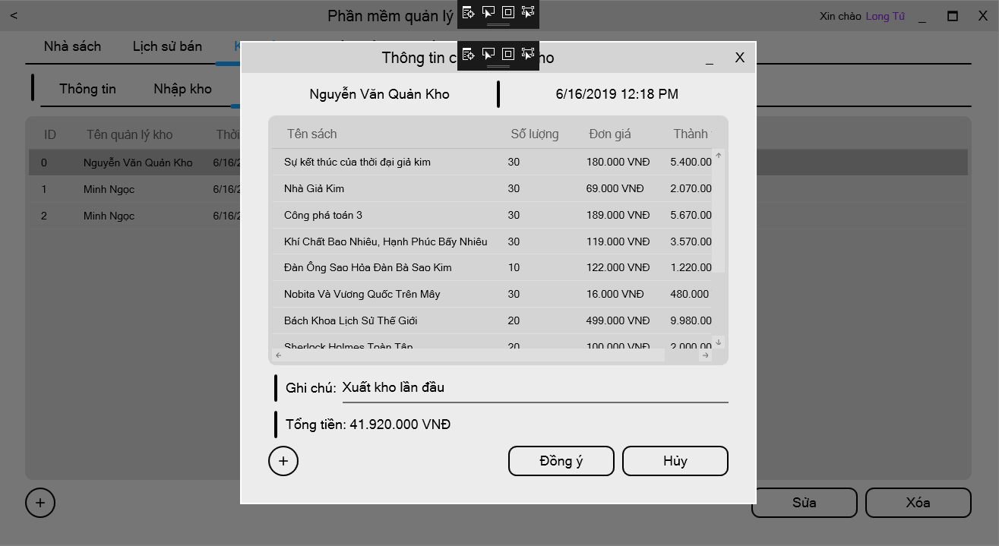 <
Phần mềm quản lý
Xin chào Long Tứ _ X
Nhà sách Lịch sử bán K
Thông tin Nhập kho
ID Tên quản lý kho Thời
0 Nguyễn Văn Quản Kho 6/16/2
1 Minh Ngọc 6/16/2
2 Minh Ngọc 6/16/2
Thông tin c ho _ X
Nguyễn Văn Quản Kho 6/16/2019 12:18 PM
Tên sách Số lượng Đơn giá Thành
Sự kết thúc của thời đại giả kim 30 180.000 VNĐ 5.400.00
Nhà Giả Kim 30 69.000 VNĐ 2.070.00
Công phá toán 3 30 189.000 VNĐ 5.670.00
Khí Chất Bao Nhiêu, Hạnh Phúc Bấy Nhiêu 30 119.000 VNĐ 3.570.00
Đàn Ông Sao Hỏa Đàn Bà Sao Kim 10 122.000 VNĐ 1.220.00
Nobita Và Vương Quốc Trên Mây 30 16.000 VNĐ 480.000
Bách Khoa Lịch Sử Thế Giới 20 499.000 VNĐ 9.980.00
Sherlock Holmes Toàn Tập 20 100.000 VNĐ 2.000.00
Ghi chú: Xuất kho lần đầu
Tổng tiền: 41.920.000 VNĐ
+ Đồng ý Hủy
+ Sửa Xóa